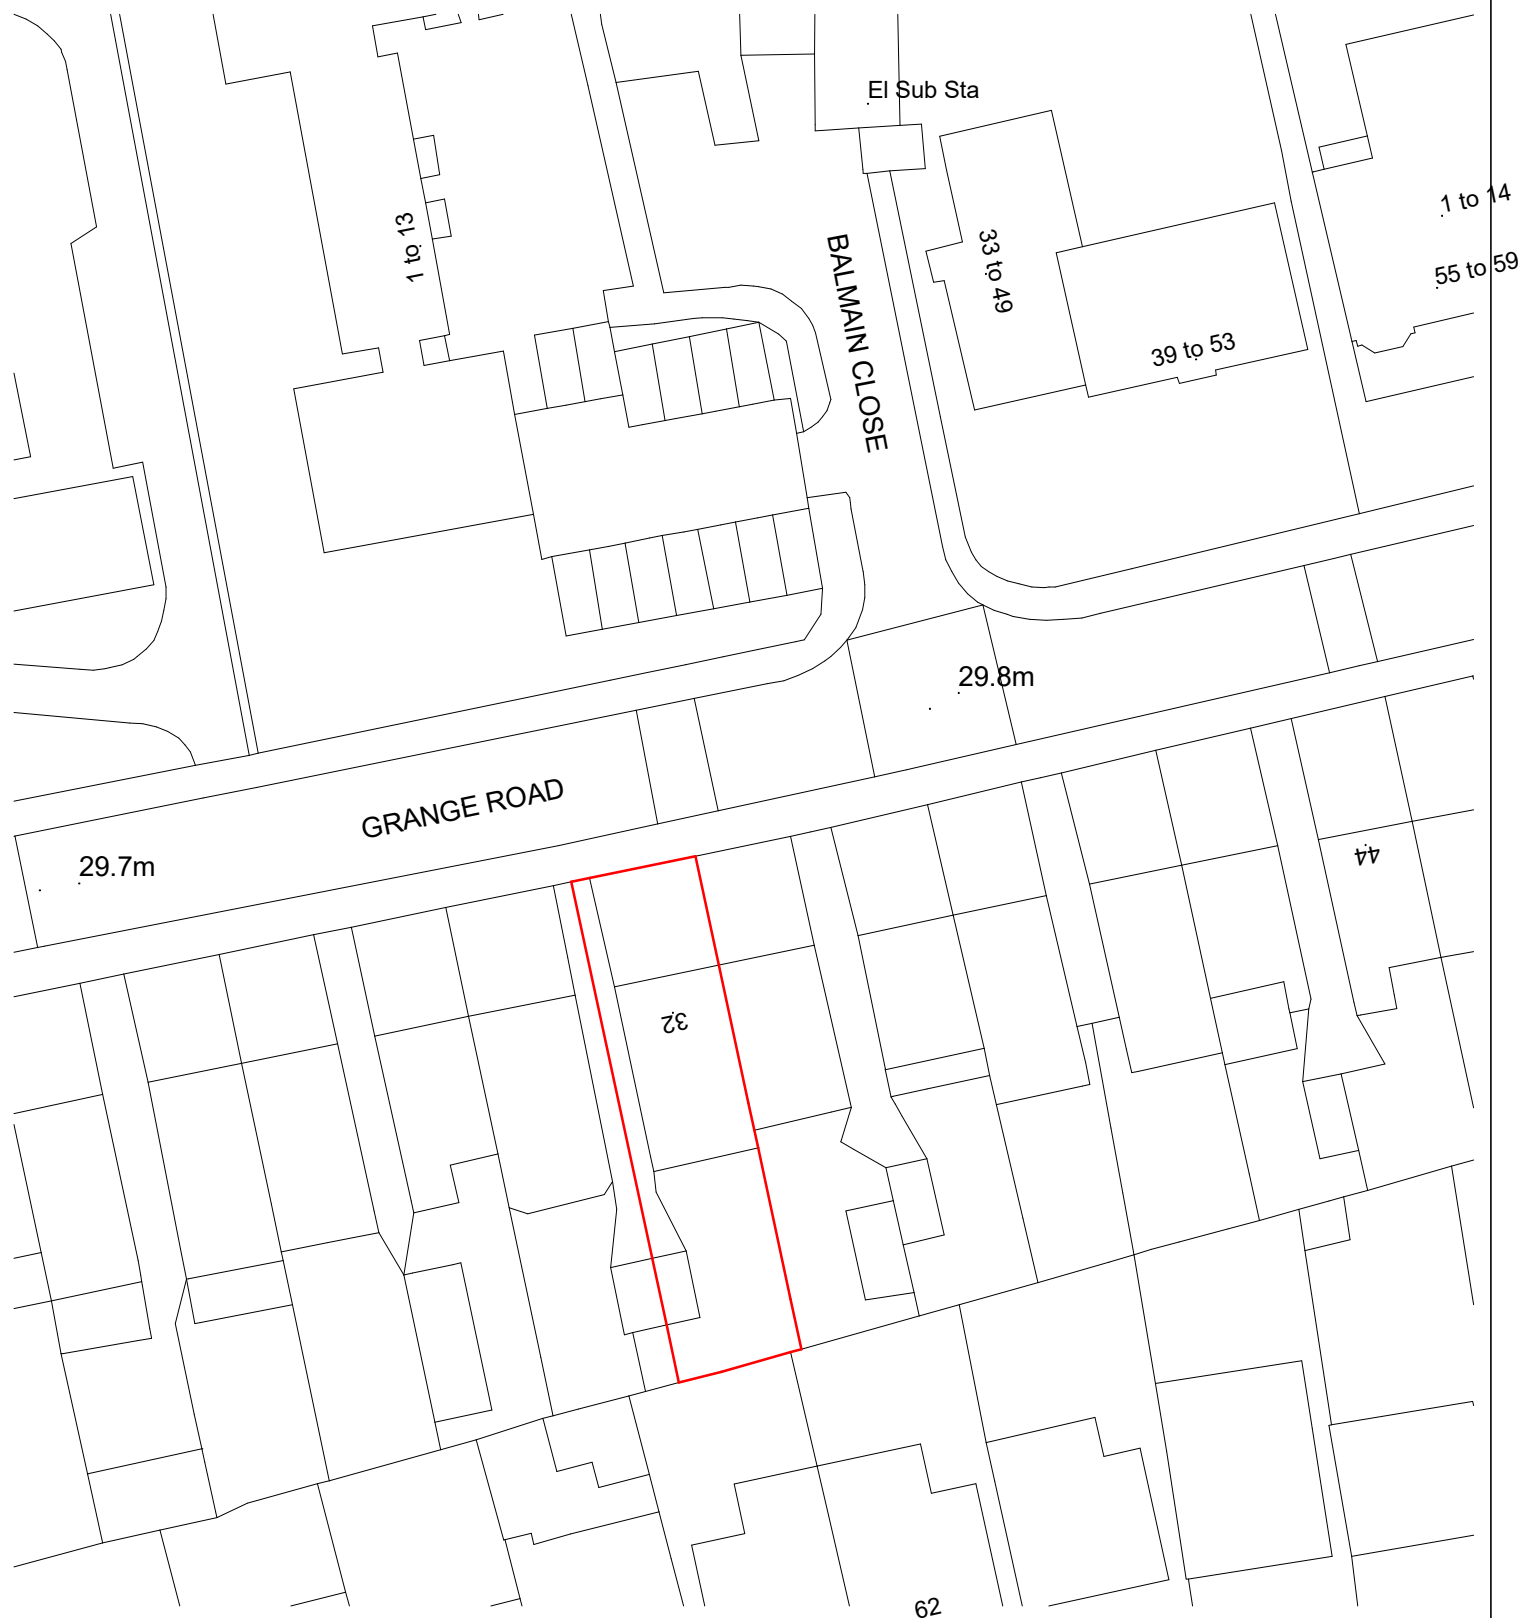 El Sub Sta
1 to 14
1 to 13
BALMAIN CLOSE
33 to 49
55 to 59
39 to 53
29.8m
GRANGE ROAD
29.7m
44
32
62